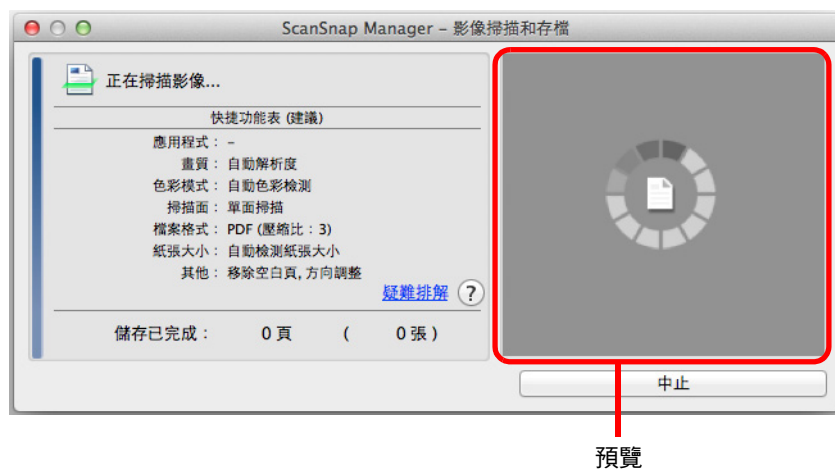 ScanSnap Manager – 影像掃描和存檔
正在掃描影像...
快捷功能表 (建議)
應用程式： –
畫質： 自動解析度
色彩模式： 自動色彩檢測
掃描面： 單面掃描
檔案格式： PDF (壓縮比：3)
紙張大小： 自動檢測紙張大小
其他： 移除空白頁, 方向調整
疑難排解 ?
儲存已完成： 0 頁 ( 0 張 )
中止
預覽